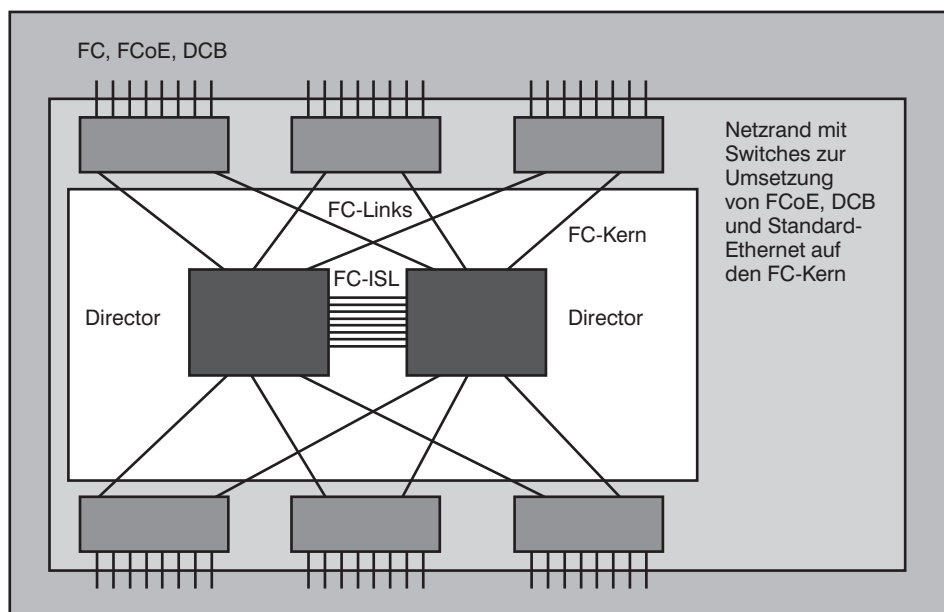 FC, FCoE, DCB
Netzrand mit
Switches zur
Umsetzung
von FCoE, DCB
und Standard-
Ethernet auf
den FC-Kern
FC-Links
FC-Kern
FC-ISL
Director
Director